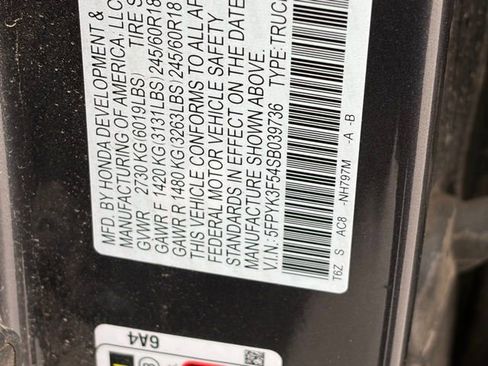 MFD. BY HONDA DEVELOPMENT &
MANUFACTURING OF AMERICA, LLC.
TIRE S
GVWR 2730 KG(6019LBS)
GAWR F 1420 KG(3131LBS)245/60R18
GAWR R 1480 KG(3263LBS)245/60R18
THIS VEHICLE CONFORMS TO ALL AP
FEDERAL MOTOR VEHICLE SAFETY
STANDARDS IN EFFECT ON THE DATE
MANUFACTURE SHOWN ABOVE.
V.I.N.: 5FPYK3F54SB039736 TYPE: TRUC
T6Z S AC8 -NH797M -A -B
6A4